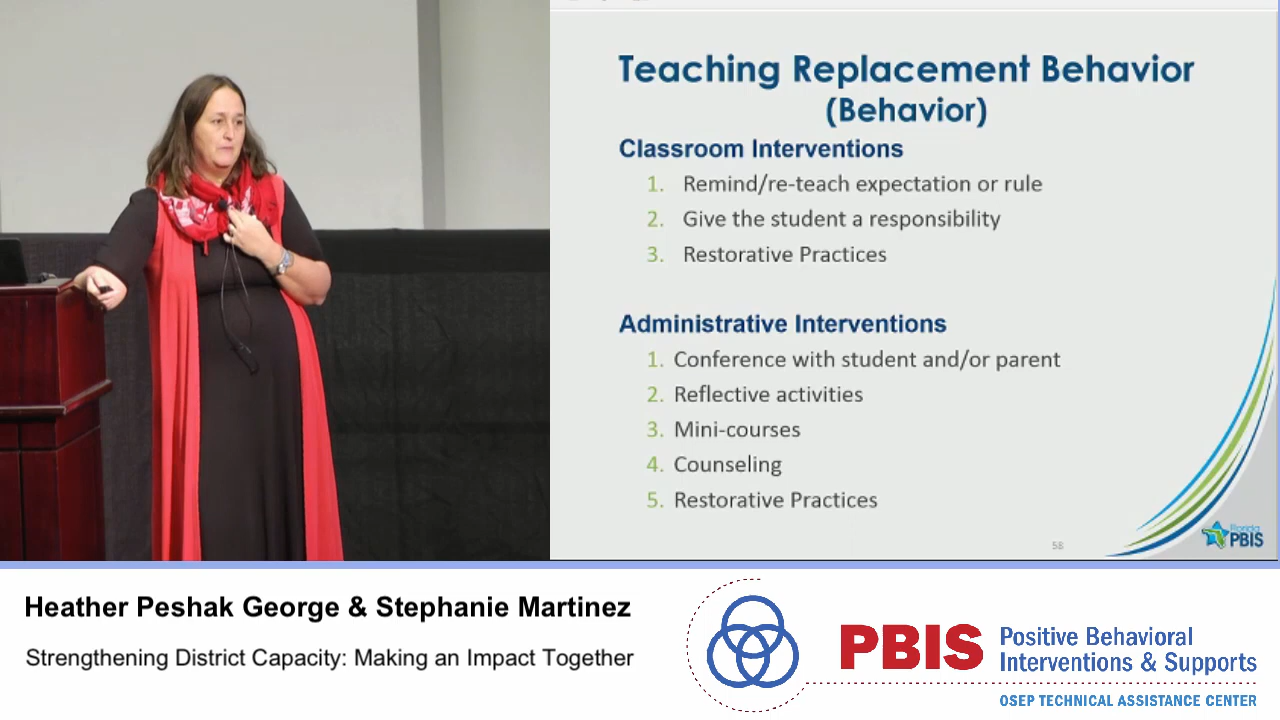 Teaching Replacement Behavior
(Behavior)
Classroom Interventions
1. Remind/re-teach expectation or rule
2. Give the student a responsibility
3. Restorative Practices
Administrative Interventions
1. Conference with student and/or parent
2. Reflective activities
3. Mini-courses
4. Counseling
5. Restorative Practices
58
Florida
PBIS
Heather Peshak George & Stephanie Martinez
Strengthening District Capacity: Making an Impact Together
PBIS
Positive Behavioral
Interventions & Supports
OSEP TECHNICAL ASSISTANCE CENTER